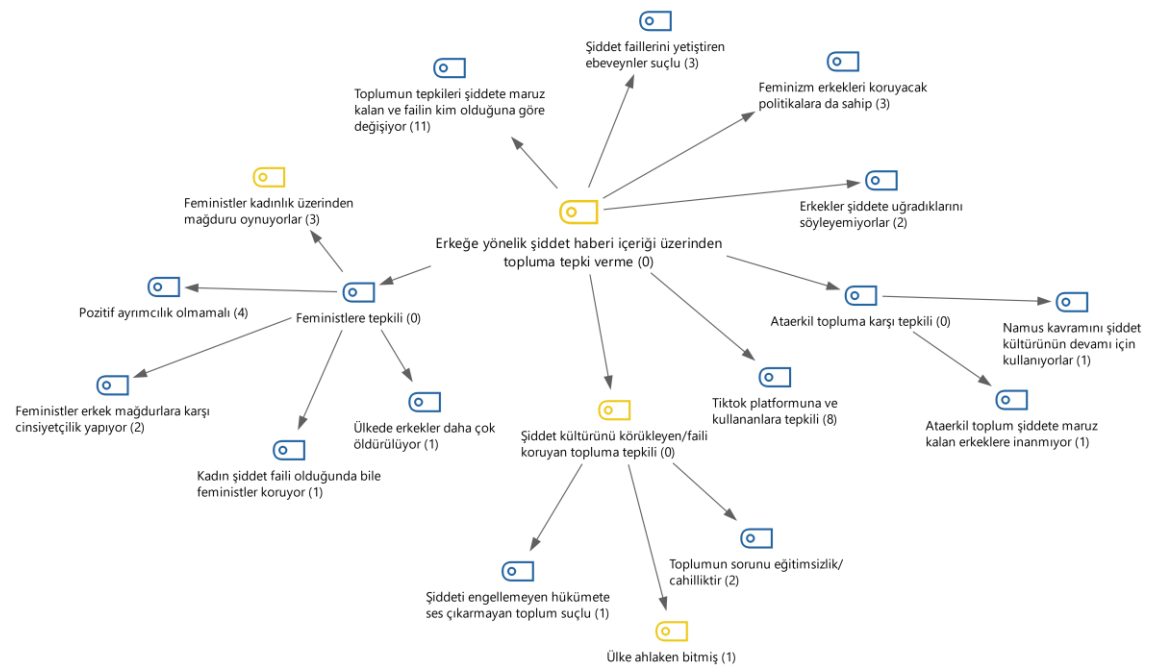 Şiddet faillerini yetiştiren
ebeveynler suçlu (3)
Feminizm erkekleri koruyacak
politikalara da sahip (3)
Toplumun tepkileri şiddete maruz
kalan ve failin kim olduğuna göre
değişiyor (11)
Feministler kadınlık üzerinden
mağduru oynuyorlar (3)
Erkekler şiddete uğradıklarını
söyleyemiyorlar (2)
Erkeğe yönelik şiddet haberi içeriği üzerinden
topluma tepki verme (0)
Pozitif ayrımcılık olmamalı (4)
Feministlere tepkili (0)
Ataerkil topluma karşı tepkili (0)
Namus kavramını şiddet
kültürünün devamı için
kullanıyorlar (1)
Feministler erkek mağdurlara karşı
cinsiyetçilik yapıyor (2)
Ülkede erkekler daha çok
öldürülüyor (1)
Tiktok platformuna ve
kullananlara tepkili (8)
Ataerkil toplum şiddete maruz
kalan erkeklere inanmıyor (1)
Şiddet kültürünü körükleyen/faili
koruyan topluma tepkili (0)
Kadın şiddet faili olduğunda bile
feministler koruyor (1)
Toplumun sorunu eğitimsizlik/
cahilliktir (2)
Şiddeti engellemeyen hükümete
ses çıkarmayan toplum suçlu (1)
Ülke ahlaken bitmiş (1)